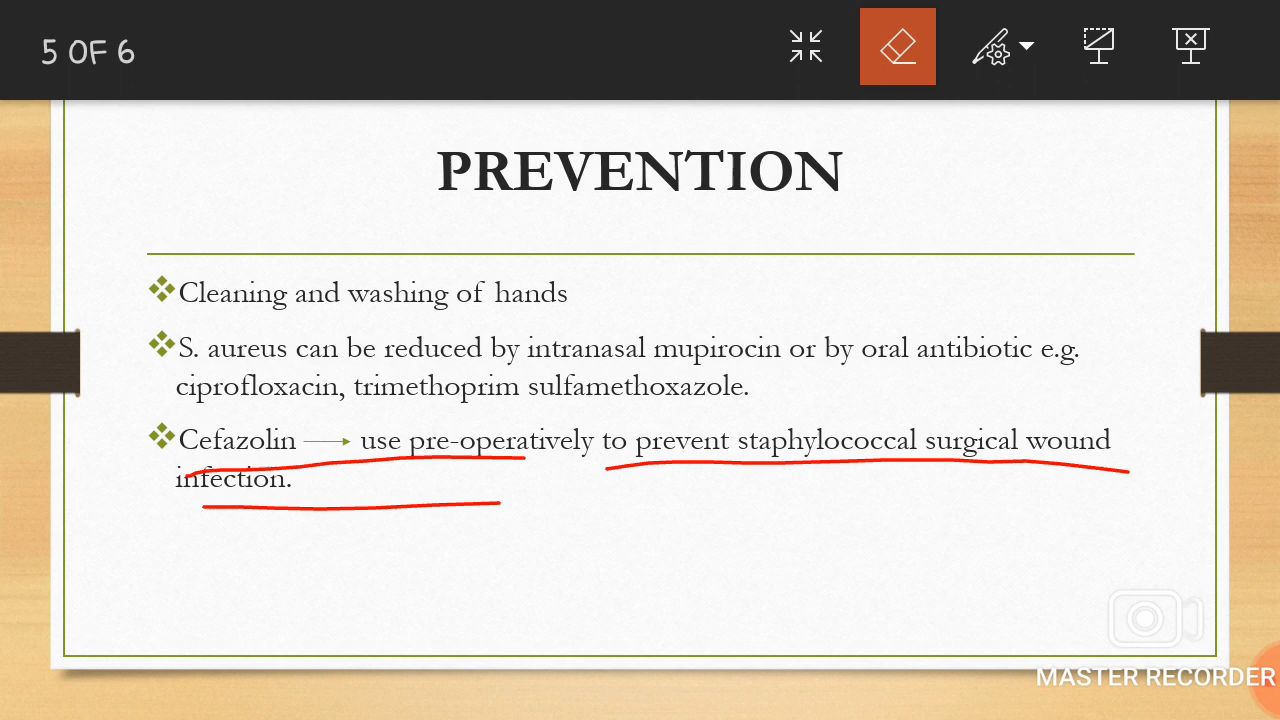 5 OF 6
PREVENTION
Cleaning and washing of hands
S. aureus can be reduced by intranasal mupirocin or by oral antibiotic e.g.
ciprofloxacin, trimethoprim sulfamethoxazole.
Cefazolin → use pre-operatively to prevent staphylococcal surgical wound
infection.
MASTER RECORDER